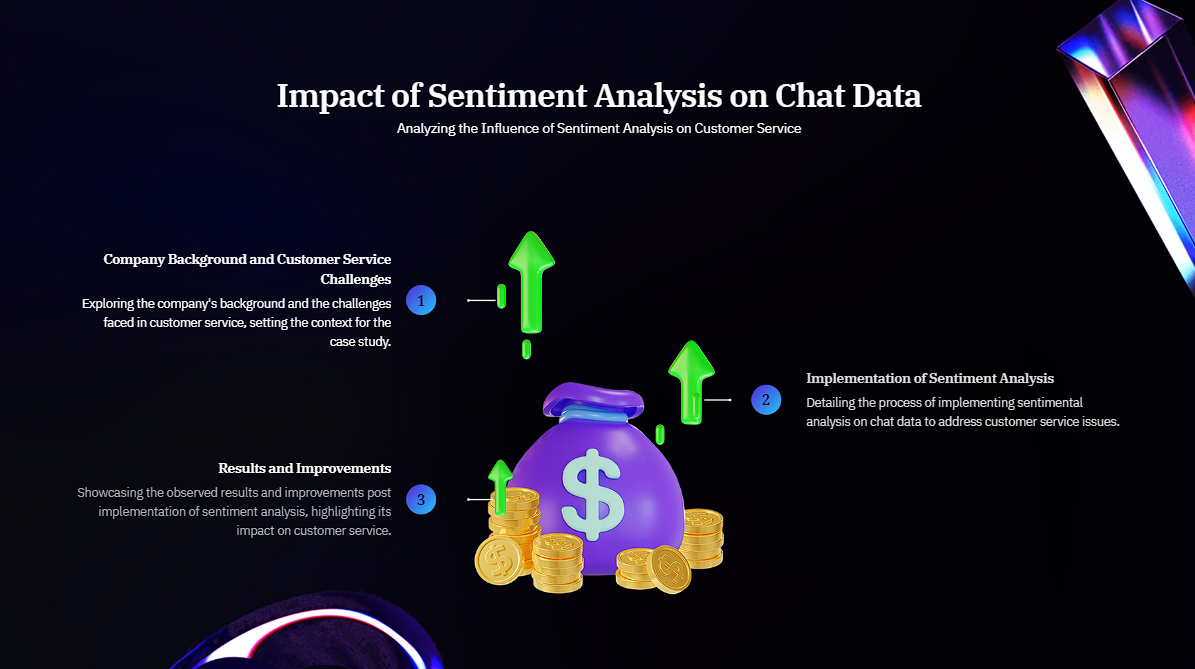 Impact of Sentiment Analysis on Chat Data
Analyzing the Influence of Sentiment Analysis on Customer Service
Company Background and Customer Service
Challenges
Exploring the company's background and the challenges
faced in customer service, setting the context for the
case study.
1
2
Implementation of Sentiment Analysis
Detailing the process of implementing sentimental
analysis on chat data to address customer service issues.
Results and Improvements
Showcasing the observed results and improvements post
implementation of sentiment analysis, highlighting its
impact on customer service.
3
$